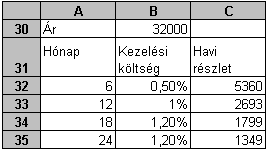 A B C
30 Ár 32000
31 Hónap Kezelési költség Havi részlet
32 6 0,50% 5360
33 12 1% 2693
34 18 1,20% 1799
35 24 1,20% 1349